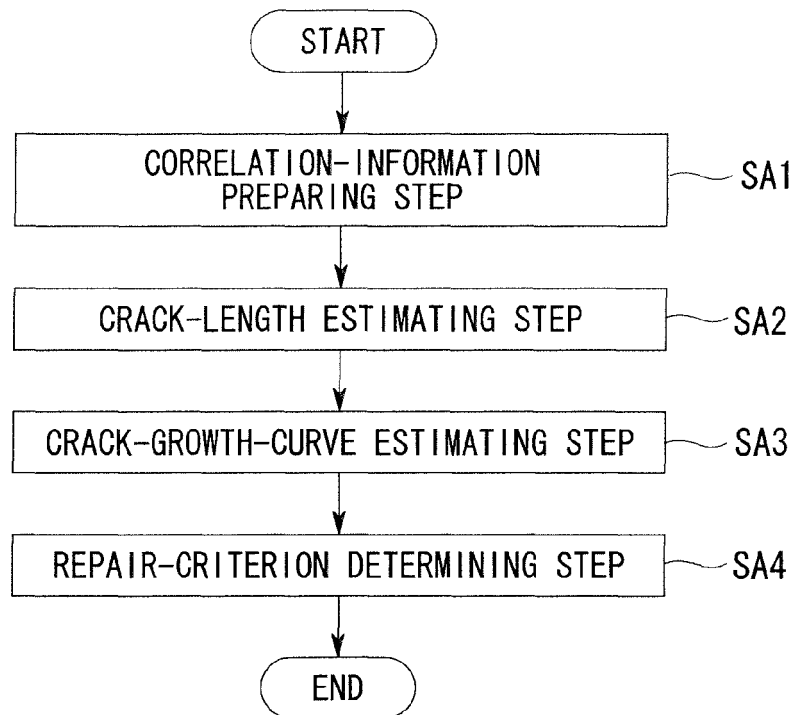 START
CORRELATION-INFORMATION
PREPARING STEP
SA1
CRACK-LENGTH ESTIMATING STEP
SA2
CRACK-GROWTH-CURVE ESTIMATING STEP
SA3
REPAIR-CRITERION DETERMINING STEP
SA4
END